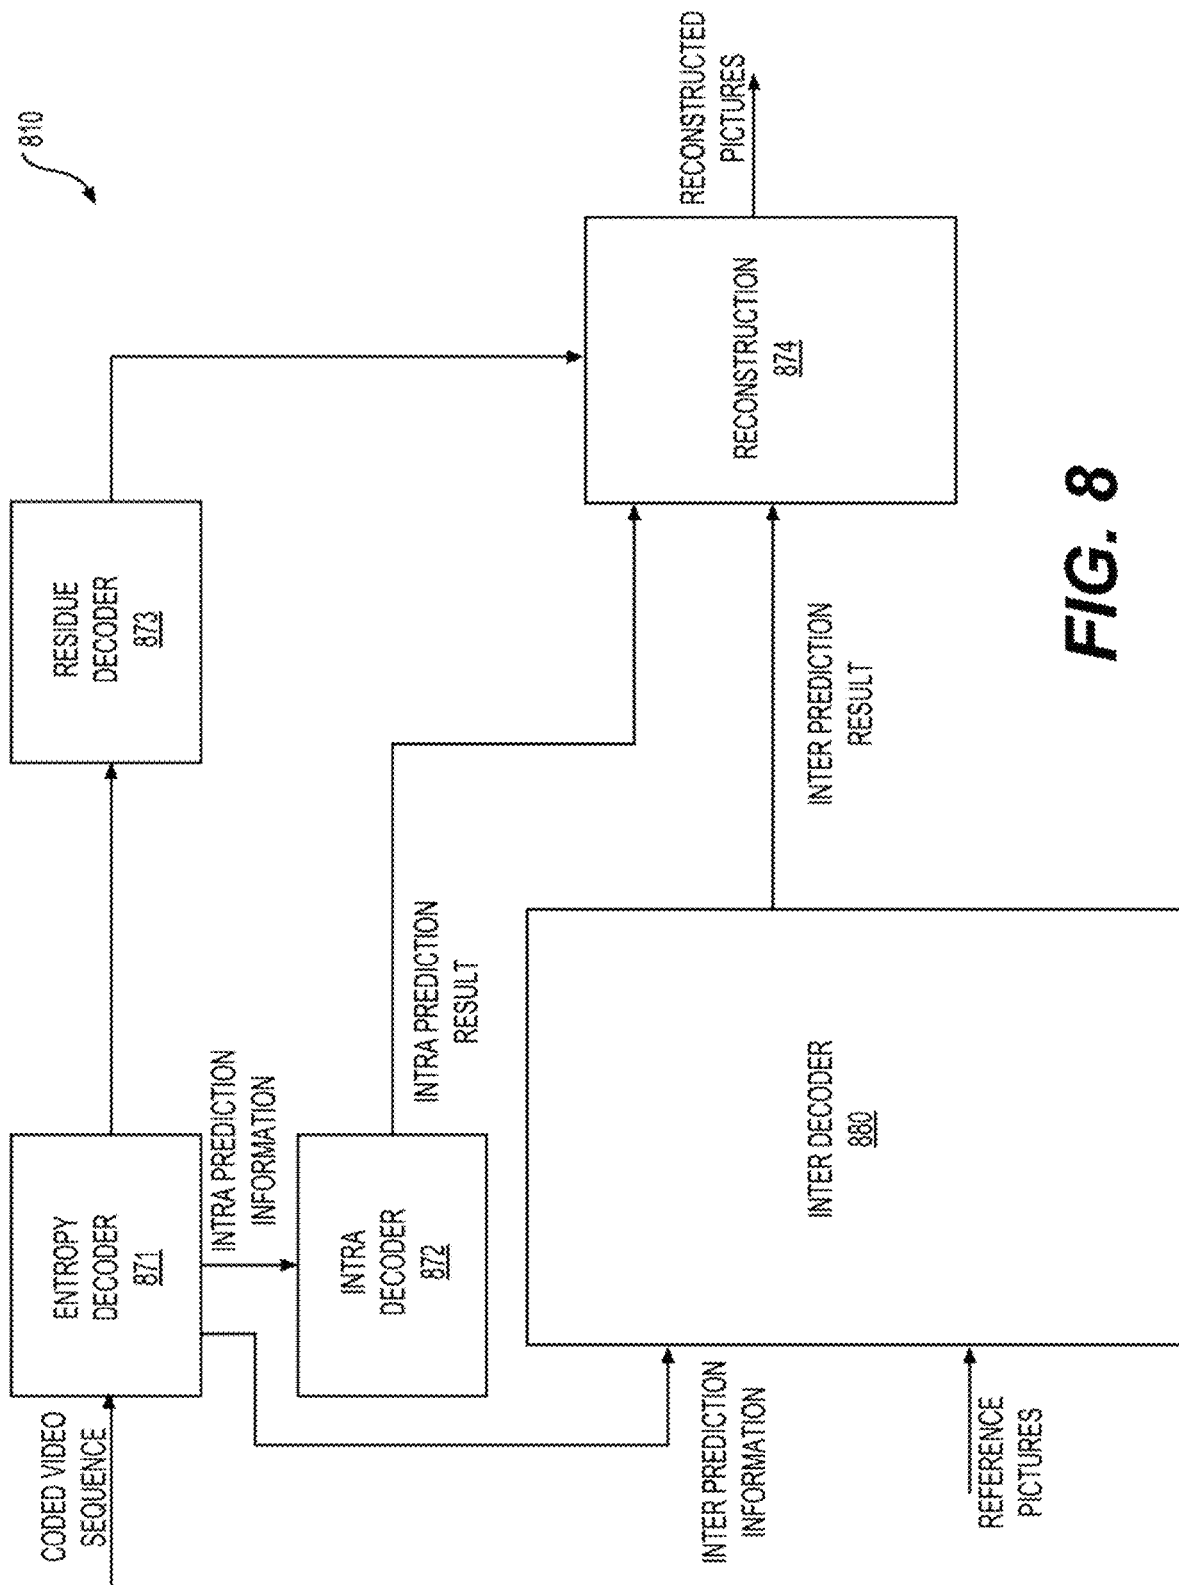 810
CODED VIDEO
SEQUENCE
ENTROPY
DECODER
871
RESIDUE
DECODER
873
INTRA PREDICTION
INFORMATION
INTRA
DECODER
872
INTRA PREDICTION
RESULT
RECONSTRUCTION
874
RECONSTRUCTED
PICTURES
INTER PREDICTION
INFORMATION
REFERENCE
PICTURES
INTER DECODER
880
INTER PREDICTION
RESULT
FIG. 8